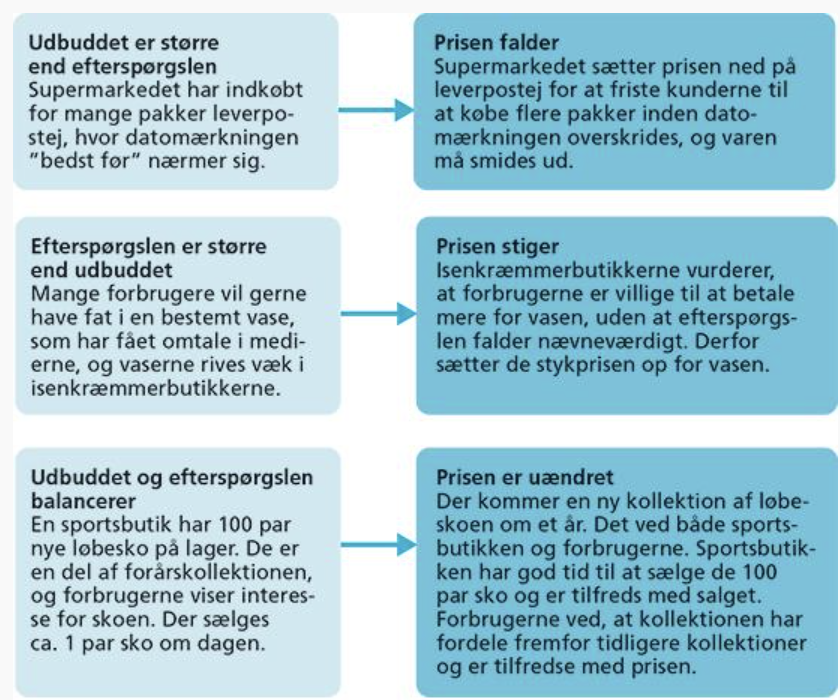 Udbuddet er større
end efterspørgslen
Supermarkedet har indkøbt
for mange pakker leverpo-
stej, hvor datomærkningen
"bedst før" nærmer sig.
Prisen falder
Supermarkedet sætter prisen ned på
leverpostej for at friste kunderne til
at købe flere pakker inden dato-
mærkningen overskrides, og varen
må smides ud.
Efterspørgslen er større
end udbuddet
Mange forbrugere vil gerne
have fat i en bestemt vase,
som har fået omtale i medi-
erne, og vaserne rives væk i
isenkræmmerbutikkerne.
Prisen stiger
Isenkræmmerbutikkerne vurderer,
at forbrugerne er villige til at betale
mere for vasen, uden at efterspørgs-
len falder nævneværdigt. Derfor
sætter de stykprisen op for vasen.
Udbuddet og efterspørgslen
balancerer
En sportsbutik har 100 par
nye løbesko på lager. De er
en del af forårskollektionen,
og forbrugerne viser interes-
se for skoen. Der sælges
ca. 1 par sko om dagen.
Prisen er uændret
Der kommer en ny kollektion af løbe-
skoen om et år. Det ved både sports-
butikken og forbrugerne. Sportsbutik-
ken har god tid til at sælge de 100
par sko og er tilfreds med salget.
Forbrugerne ved, at kollektionen har
fordele fremfor tidligere kollektioner
og er tilfredse med prisen.